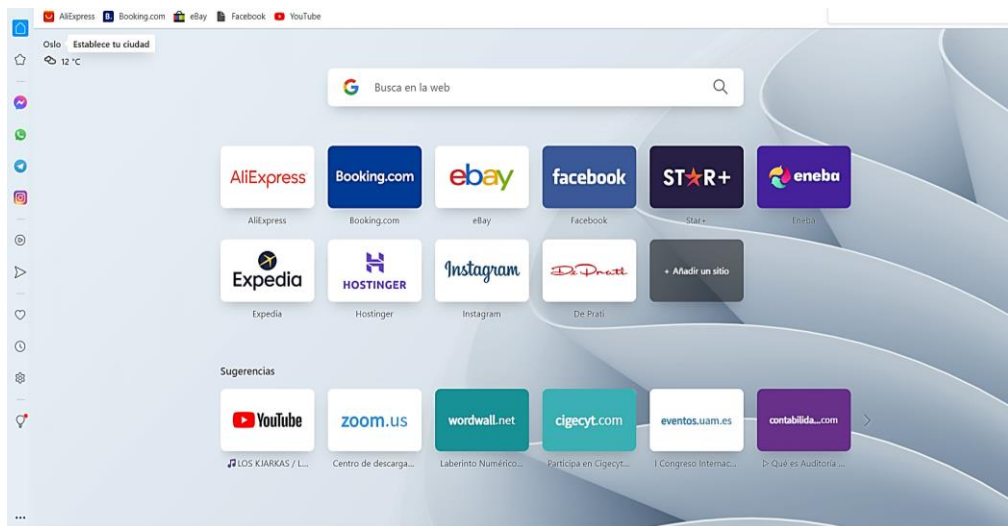 AliExpress B. Booking.com eBay Facebook YouTube
Oslo Establece tu ciudad
12 °C
Busca en la web
AliExpress Booking.com ebay facebook ST★R+ eneba
AliExpress Booking.com eBay Facebook Star+ Eneba
Expedia HOSTINGER Instagram De Prati + Añadir un sitio
Expedia Hostinger Instagram De Prati
Sugerencias
YouTube zoom.us wordwall.net cigecyt.com eventos.uam.es contabilida...com
🎵 LOS KJARKAS / L... Centro de descarga... Laberinto Numérico... Participa en Cigecyt... I Congreso Internac... ▷ Qué es Auditoria ...